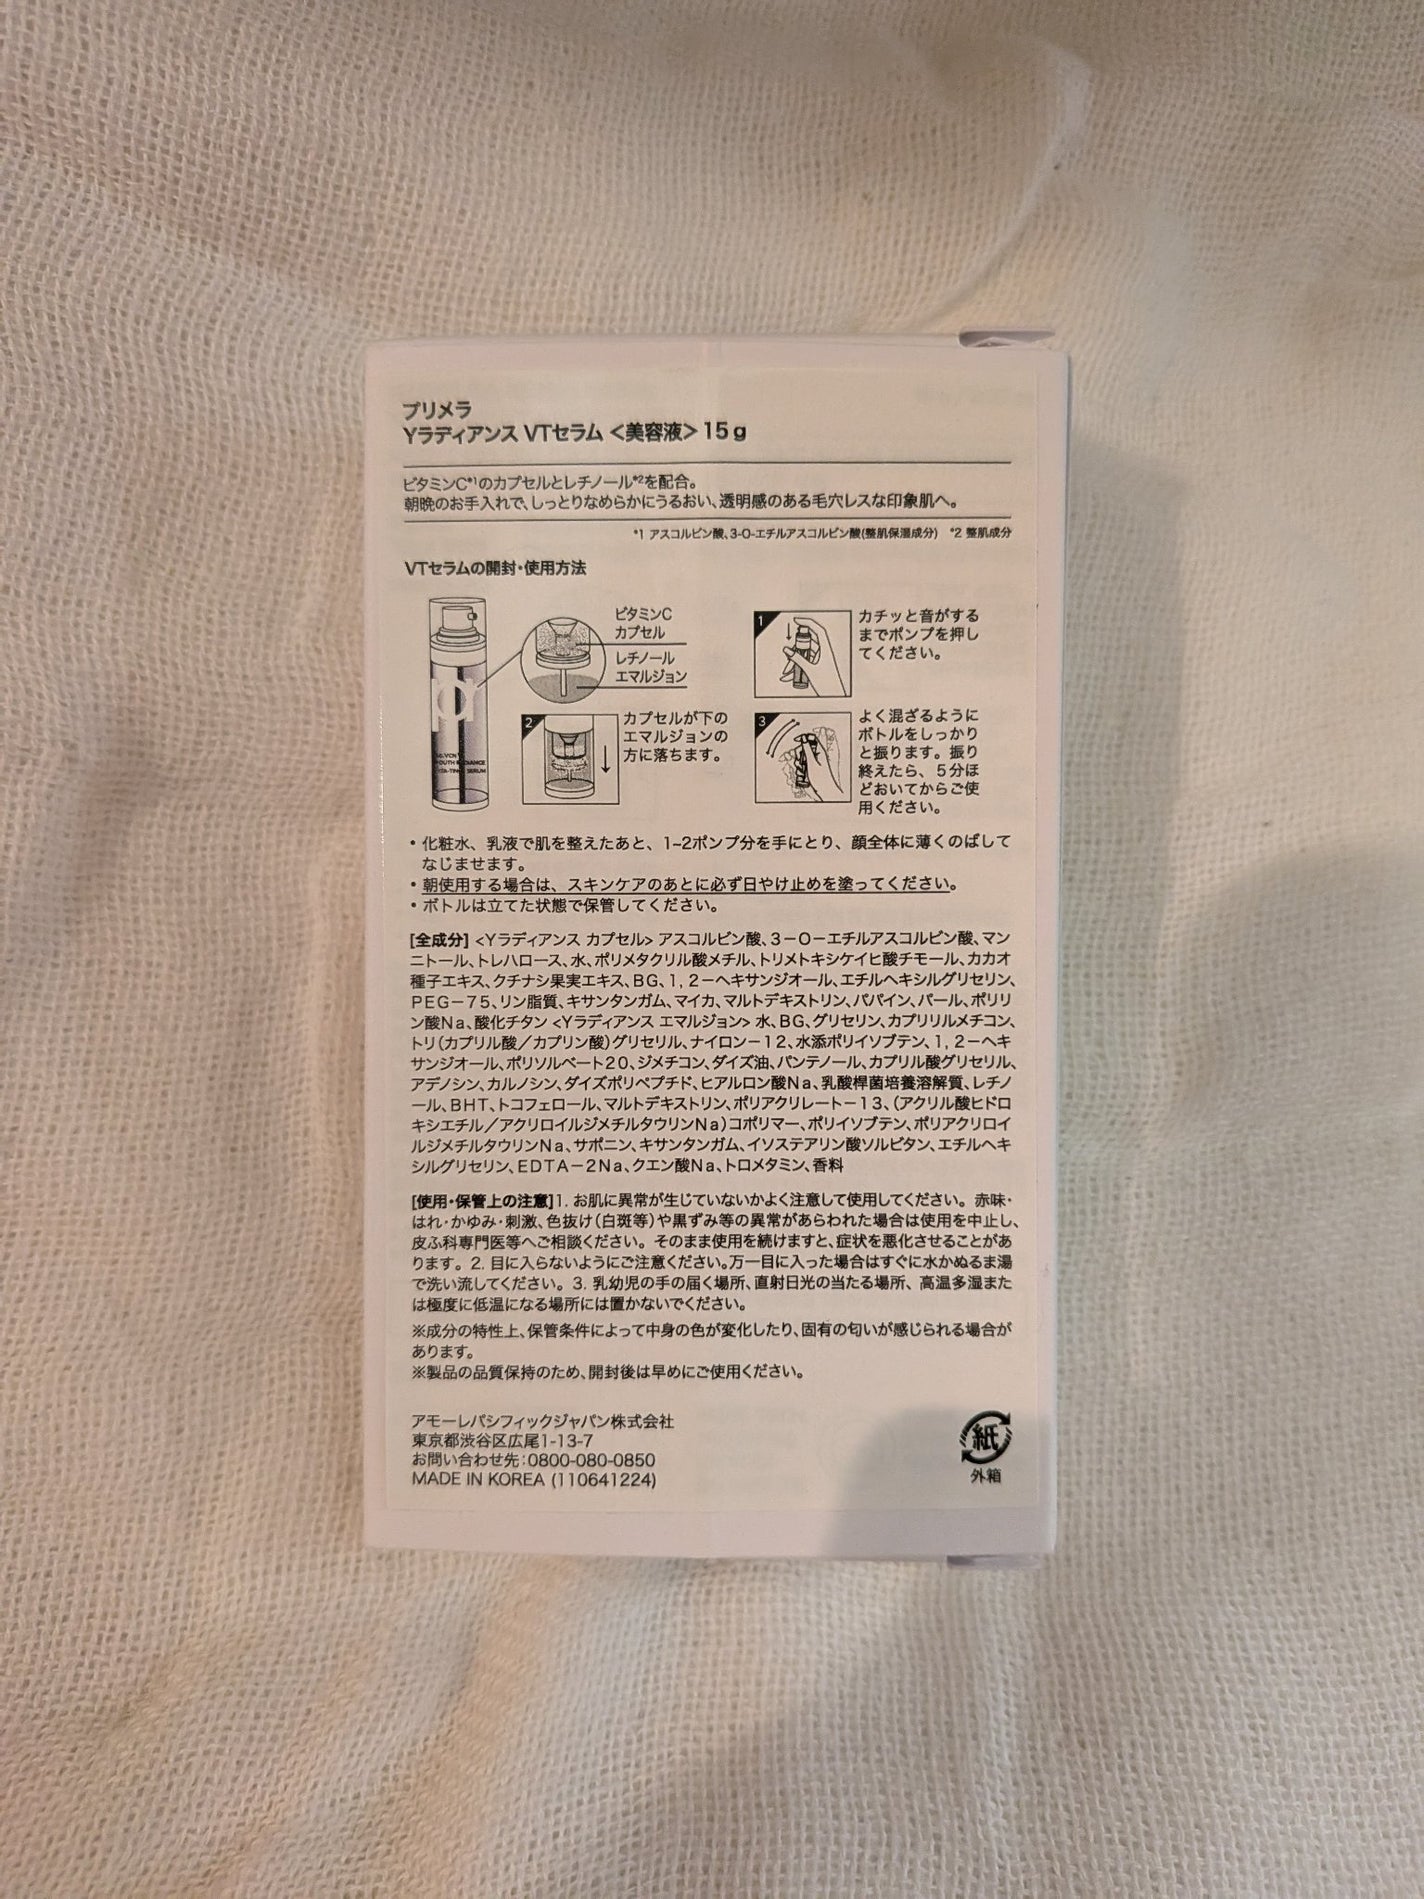 プリメラ
Yラディアンス VTセラム <美容液> 15g
ビタミンC*1のカプセルとレチノール*2を配合。
朝晩のお手入れで、しっとりなめらかにうるおい、透明感のある毛穴レスな印象肌へ。
*1 アスコルビン酸、3-O-エチルアスコルビン酸(整肌保湿成分) *2 整肌成分
VTセラムの開封・使用方法
ビタミンC
カプセル
レチノール
エマルジョン
1
カチッと音がする
までポンプを押し
てください。
2
カプセルが下の
エマルジョンの
方に落ちます。
3
よく混ざるように
ボトルをしっかり
と振ります。振り
終えたら、5分ほ
どおいてからご使
用ください。
• 化粧水、乳液で肌を整えたあと、1~2ポンプ分を手にとり、顔全体に薄くのばして
なじませます。
• 朝使用する場合は、スキンケアのあとに必ず日やけ止めを塗ってください。
• ボトルは立てた状態で保管してください。
[全成分] <Yラディアンス カプセル> アスコルビン酸、3-O-エチルアスコルビン酸、マン
ニトール、トレハロース、水、ポリメタクリル酸メチル、トリメトキシケイヒ酸チモール、カカオ
種子エキス、クチナシ果実エキス、BG、1, 2-ヘキサンジオール、エチルヘキシルグリセリン、
PEG-75、リン脂質、キサンタンガム、マイカ、マルトデキストリン、パパイン、パール、ポリリ
ン酸Na、酸化チタン <Yラディアンス エマルジョン> 水、BG、グリセリン、カプリリルメチコン、
トリ(カプリル酸/カプリン酸)グリセリル、ナイロン-12、水添ポリイソブテン、1, 2-ヘキ
サンジオール、ポリソルベート20、ジメチコン、ダイズ油、パンテノール、カプリル酸グリセリル、
アデノシン、カルノシン、ダイズポリペプチド、ヒアルロン酸Na、乳酸桿菌培養溶解質、レチノ
ール、BHT、トコフェロール、マルトデキストリン、ポリアクリレート-13、(アクリル酸ヒドロ
キシエチル/アクリロイルジメチルタウリンNa)コポリマー、ポリイソブテン、ポリアクリロイ
ルジメチルタウリンNa、サポニン、キサンタンガム、イソステアリン酸ソルビタン、エチルヘキ
シルグリセリン、EDTA-2Na、クエン酸Na、トロメタミン、香料
[使用・保管上の注意]1. お肌に異常が生じていないかよく注意して使用してください。赤味・
はれ・かゆみ・刺激、色抜け(白斑等)や黒ずみ等の異常があらわれた場合は使用を中止し、
皮ふ科専門医等へご相談ください。そのまま使用を続けますと、症状を悪化させることがあ
ります。2. 目に入らないようにご注意ください。万一目に入った場合はすぐに水かぬるま湯
で洗い流してください。3. 乳幼児の手の届く場所、直射日光の当たる場所、高温多湿また
は極度に低温になる場所には置かないでください。
※成分の特性上、保管条件によって中身の色が変化したり、固有の匂いが感じられる場合が
あります。
※製品の品質保持のため、開封後は早めにご使用ください。
アモーレパシフィックジャパン株式会社
東京都渋谷区広尾1-13-7
お問い合わせ先:0800-080-0850
MADE IN KOREA (110641224)
紙
外箱